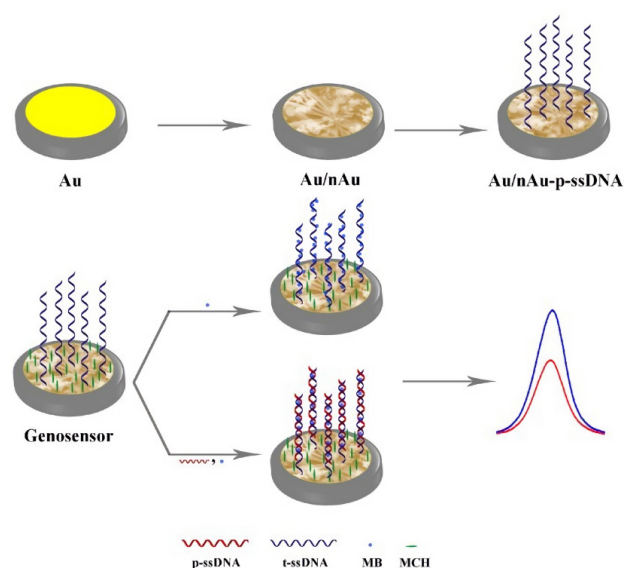 Au
Au/nAu
Au/nAu-p-ssDNA
Genosensor
,
p-ssDNA
t-ssDNA
MB
MCH